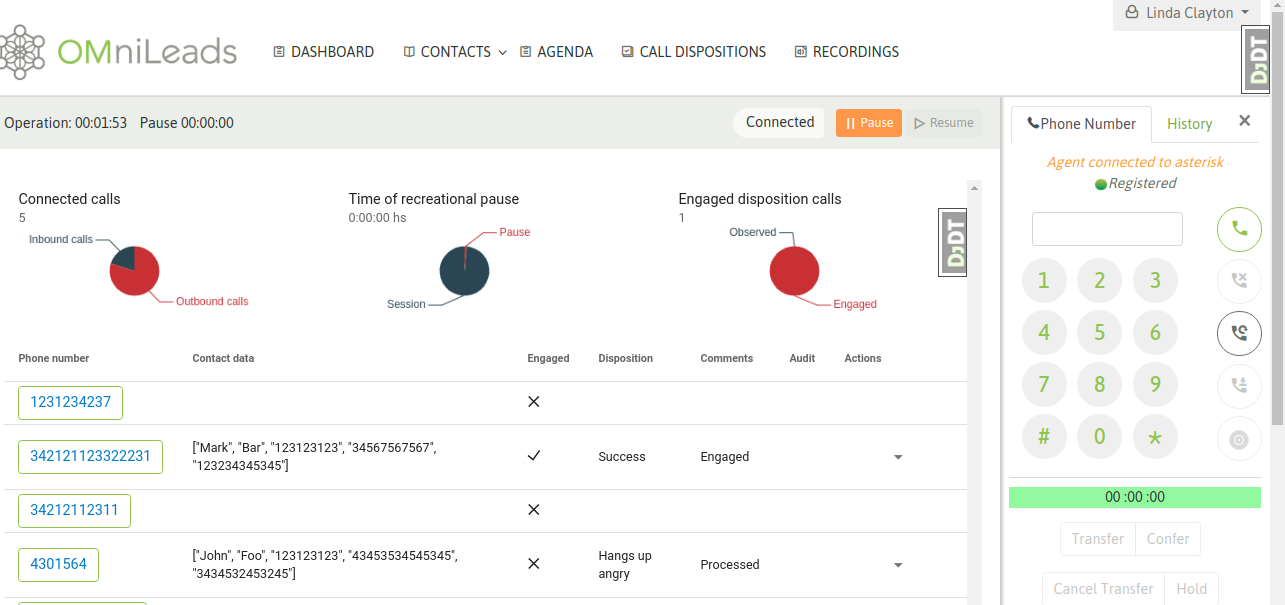 Linda Clayton
OMniLeads
DASHBOARD CONTACTS AGENDA CALL DISPOSITIONS RECORDINGS
DJDT
Operation: 00:01:53 Pause 00:00:00
Connected
Pause
Resume
Connected calls
5
Inbound calls
Outbound calls
Time of recreational pause
0:00:00 hs
Pause
Session
Engaged disposition calls
1
Observed
Engaged
DJDT
Phone number Contact data Engaged Disposition Comments Audit Actions
1231234237
342121123322231
["Mark", "Bar", "123123123", "34567567567",
"123234345345"]
Success
Engaged
34212112311
4301564
["John", "Foo", "123123123", "43453534545345",
"3434532453245"]
Hangs up
angry
Processed
Phone Number
History
Agent connected to asterisk
Registered
1 2 3
4 5 6
7 8 9
# 0 *
00 :00 :00
Transfer Confer
Cancel Transfer Hold